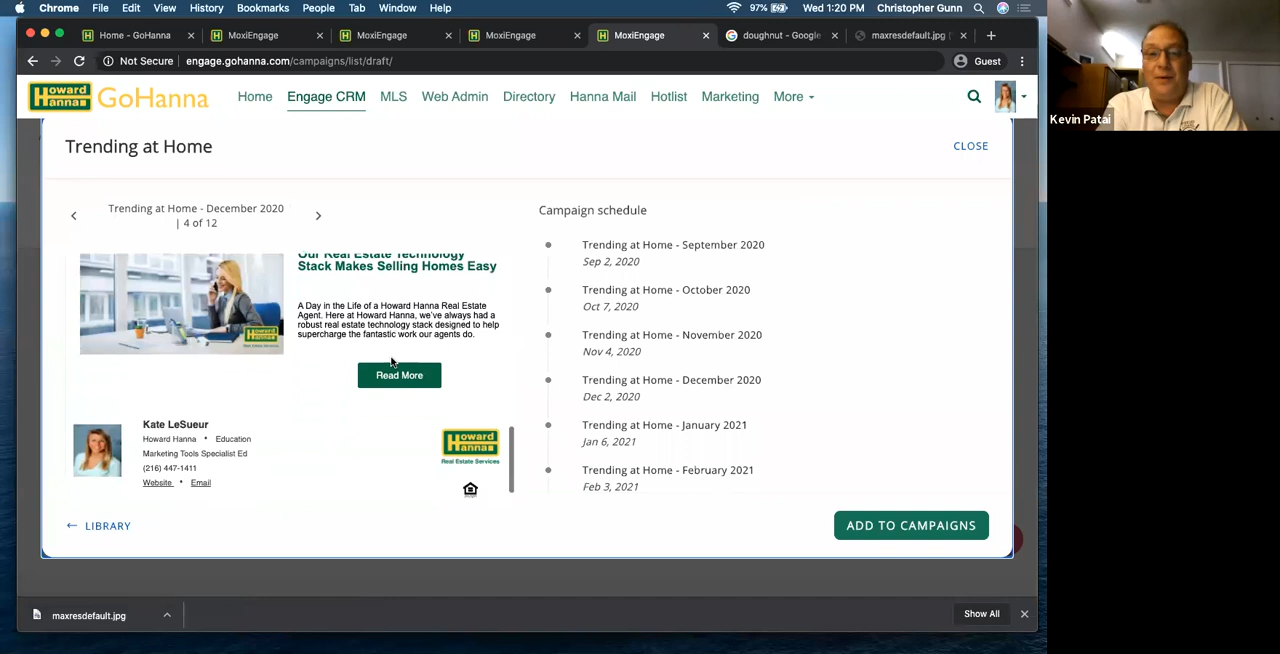 Chrome File Edit View History Bookmarks People Tab Window Help 97% Wed 1:20 PM Christopher Gunn
Home - GoHanna MoxiEngage MoxiEngage MoxiEngage MoxiEngage doughnut - Google maxresdefault.jpg
Not Secure engage.gohanna.com/campaigns/list/draft/ Guest
Howard Hanna GoHanna Home Engage CRM MLS Web Admin Directory Hanna Mail Hotlist Marketing More
Kevin Patai
Trending at Home CLOSE
Trending at Home - December 2020
| 4 of 12
Our Real Estate Technology
Stack Makes Selling Homes Easy
A Day in the Life of a Howard Hanna Real Estate
Agent. Here at Howard Hanna, we've always had a
robust real estate technology stack designed to help
supercharge the fantastic work our agents do.
Howard Hanna
Read More
Kate LeSueur
Howard Hanna • Education
Marketing Tools Specialist Ed
(216) 447-1411
Website • Email
Howard Hanna
Real Estate Services
Campaign schedule
Trending at Home - September 2020
Sep 2, 2020
Trending at Home - October 2020
Oct 7, 2020
Trending at Home - November 2020
Nov 4, 2020
Trending at Home - December 2020
Dec 2, 2020
Trending at Home - January 2021
Jan 6, 2021
Trending at Home - February 2021
Feb 3, 2021
← LIBRARY ADD TO CAMPAIGNS
maxresdefault.jpg Show All